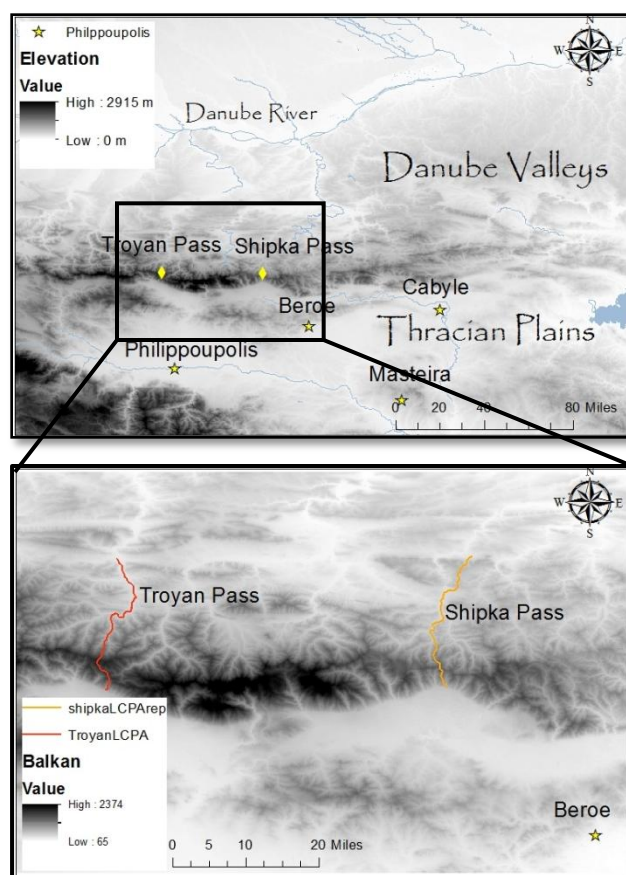 Philppoupolis
Elevation
Value
High : 2915 m
Low : 0 m
N
W E
S
Danube River
Danube Valleys
Troyan Pass
Shipka Pass
Cabyle
Beroe
Thracian Plains
Philippoupolis
Masteira
0 20 40 80 Miles
N
W E
S
Troyan Pass
Shipka Pass
shipkaLCPArep
TroyanLCPA
Balkan
Value
High : 2374
Low : 65
Beroe
0 5 10 20 Miles